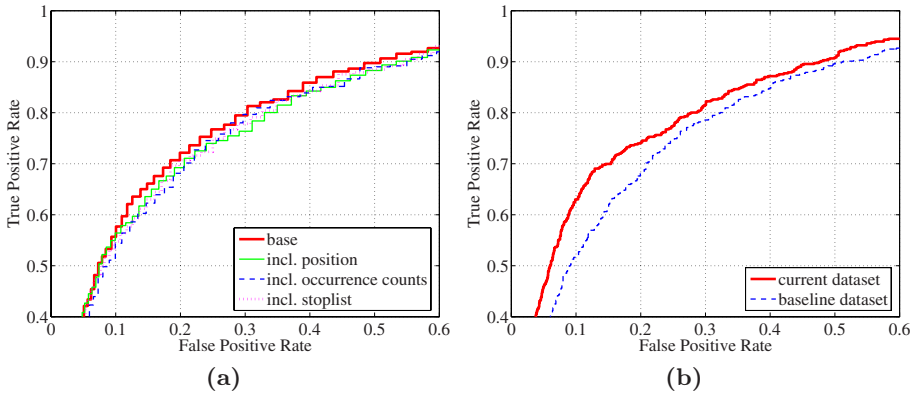 1
0.9
0.8
0.7
0.6
0.5
0.4
True Positive Rate
0 0.1 0.2 0.3 0.4 0.5 0.6
False Positive Rate
base
incl. position
incl. occurrence counts
incl. stoplist
(a)
1
0.9
0.8
0.7
0.6
0.5
0.4
True Positive Rate
0 0.1 0.2 0.3 0.4 0.5 0.6
False Positive Rate
current dataset
baseline dataset
(b)